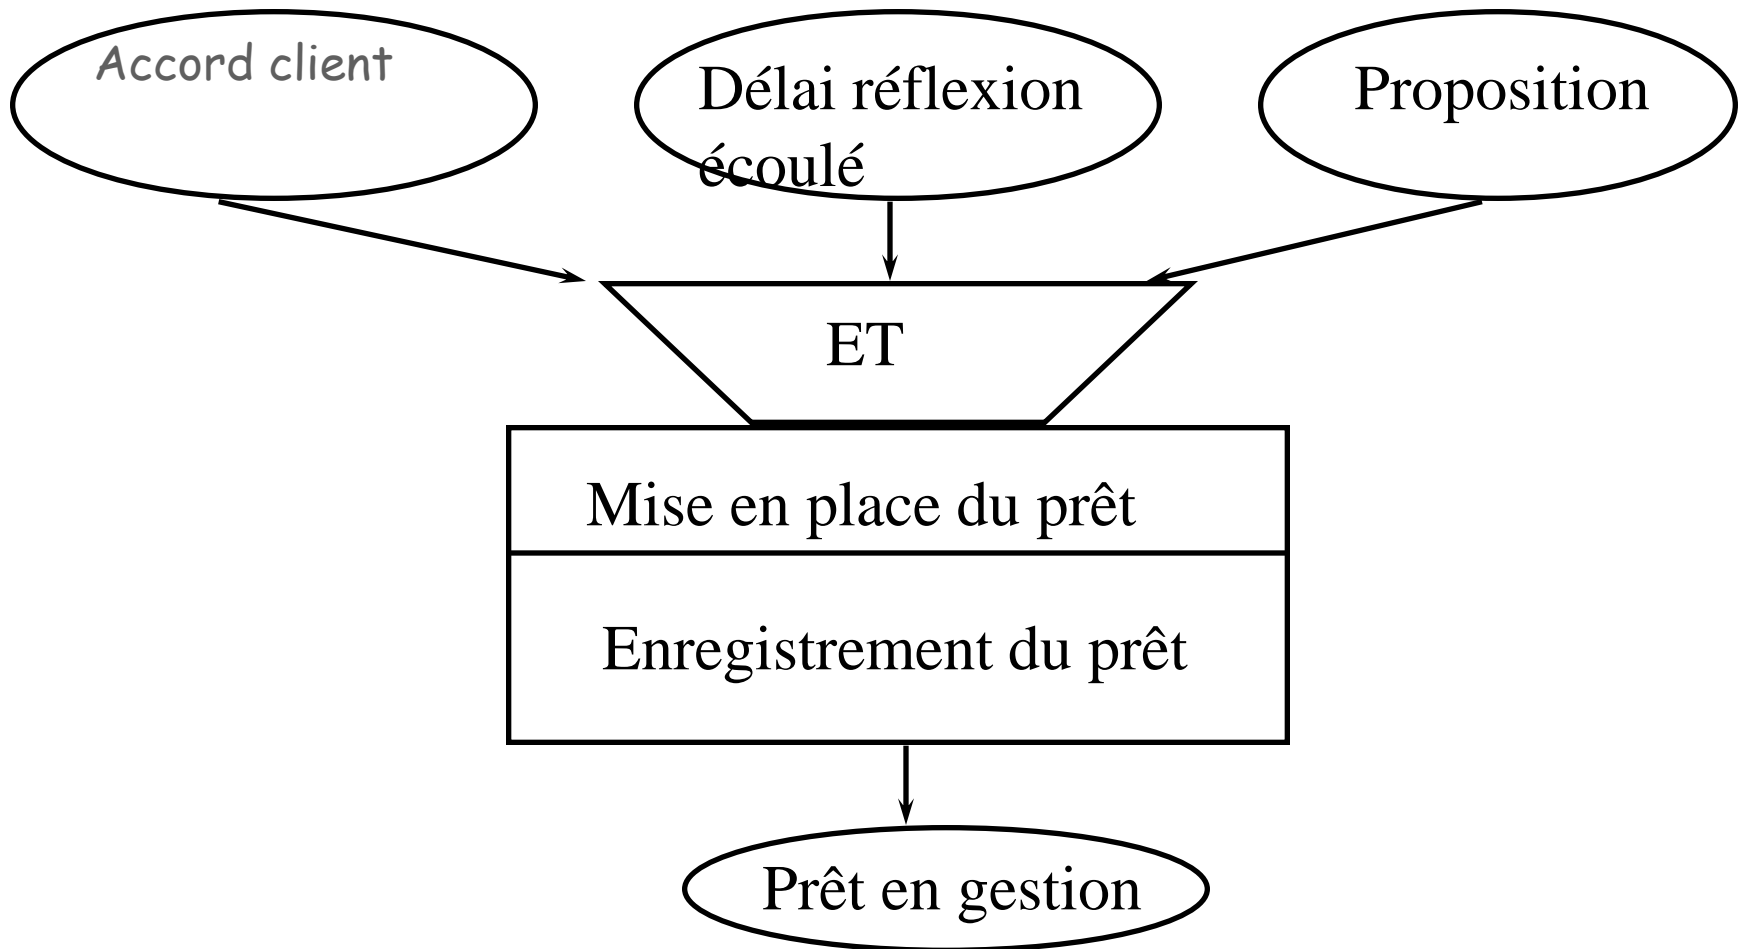 Accord client
Délai réflexion
écoulé
Proposition
ET
Mise en place du prêt
Enregistrement du prêt
Prêt en gestion